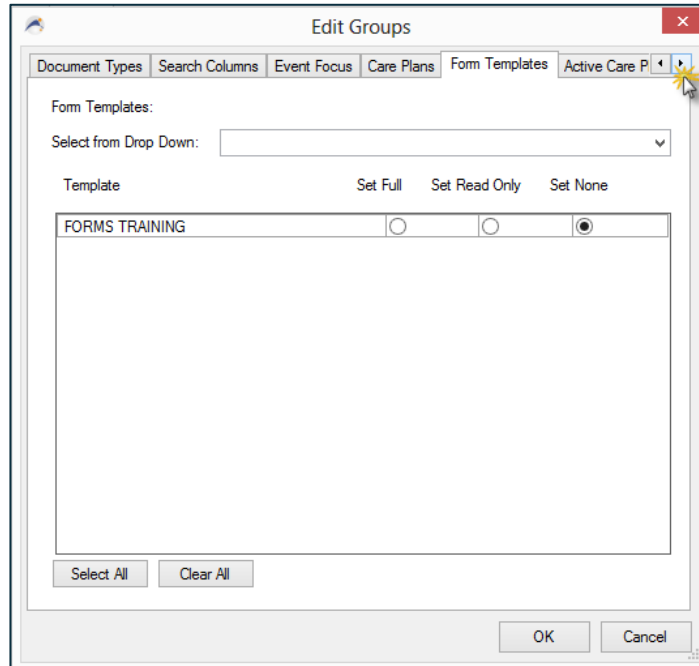 Edit Groups
Document Types Search Columns Event Focus Care Plans Form Templates Active Care P
Form Templates:
Select from Drop Down:
Template Set Full Set Read Only Set None
FORMS TRAINING
Select All Clear All
OK Cancel